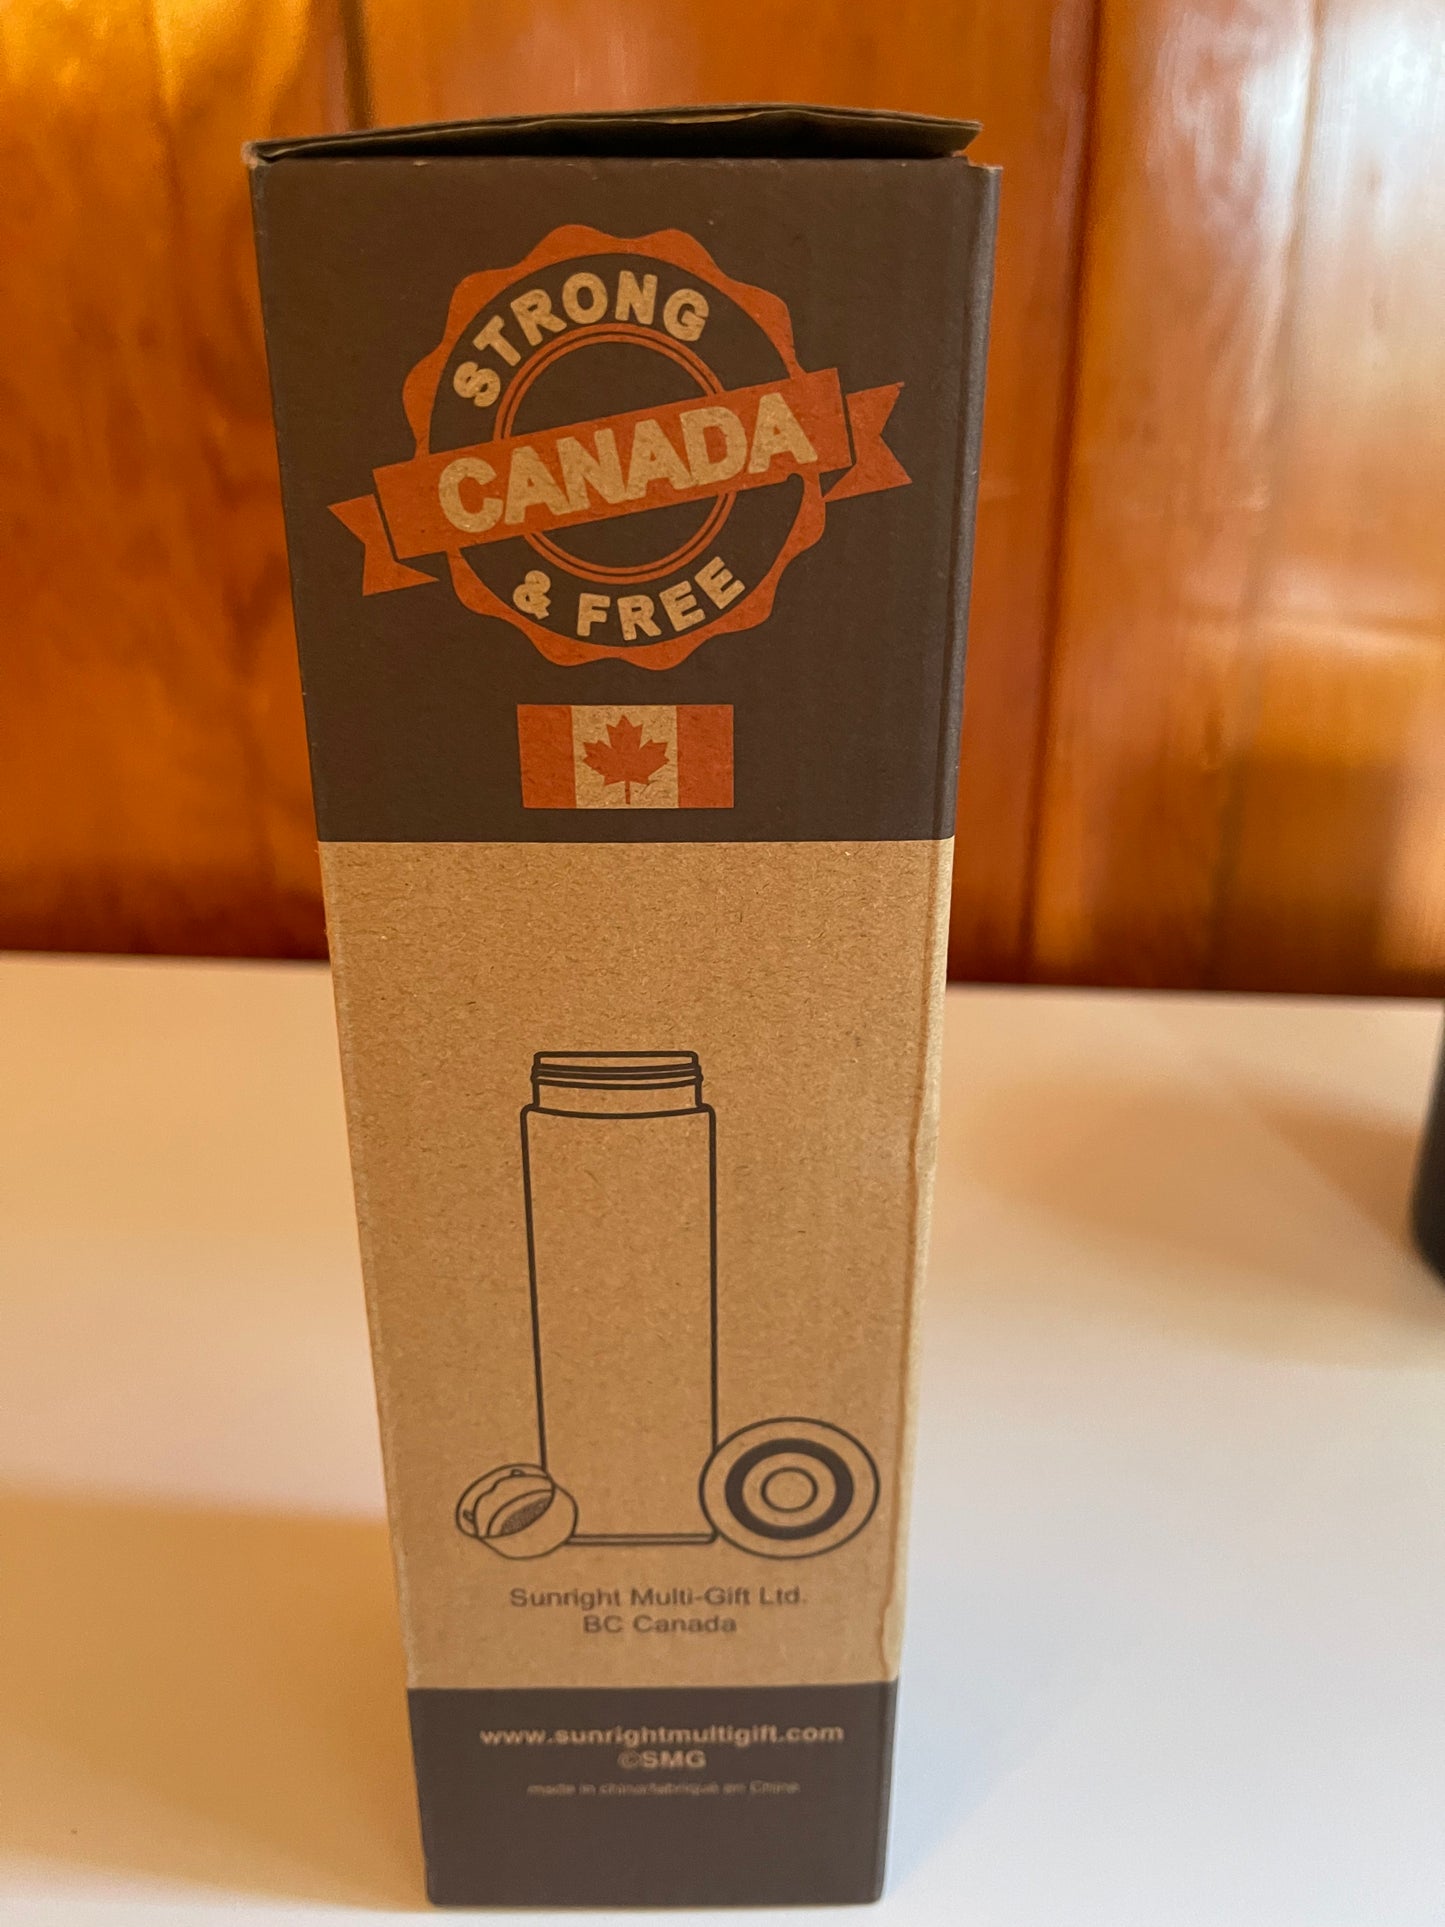 STRONG
CANADA
& FREE
Sunright Multi-Gift Ltd.
BC Canada
www.sunrightmultigift.com
©SMG
made in china/fabriqué en Chine